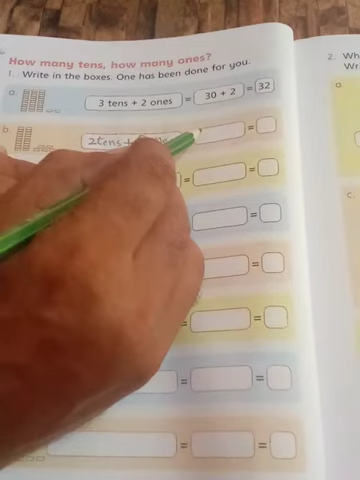 How many tens, how many ones?
1. Write in the boxes. One has been done for you.
a. 3 tens + 2 ones = 30 + 2 = 32
b. 2tens + = =
= =
= =
= =
= =
= =
= =
2. Wh
Wr
a
c.